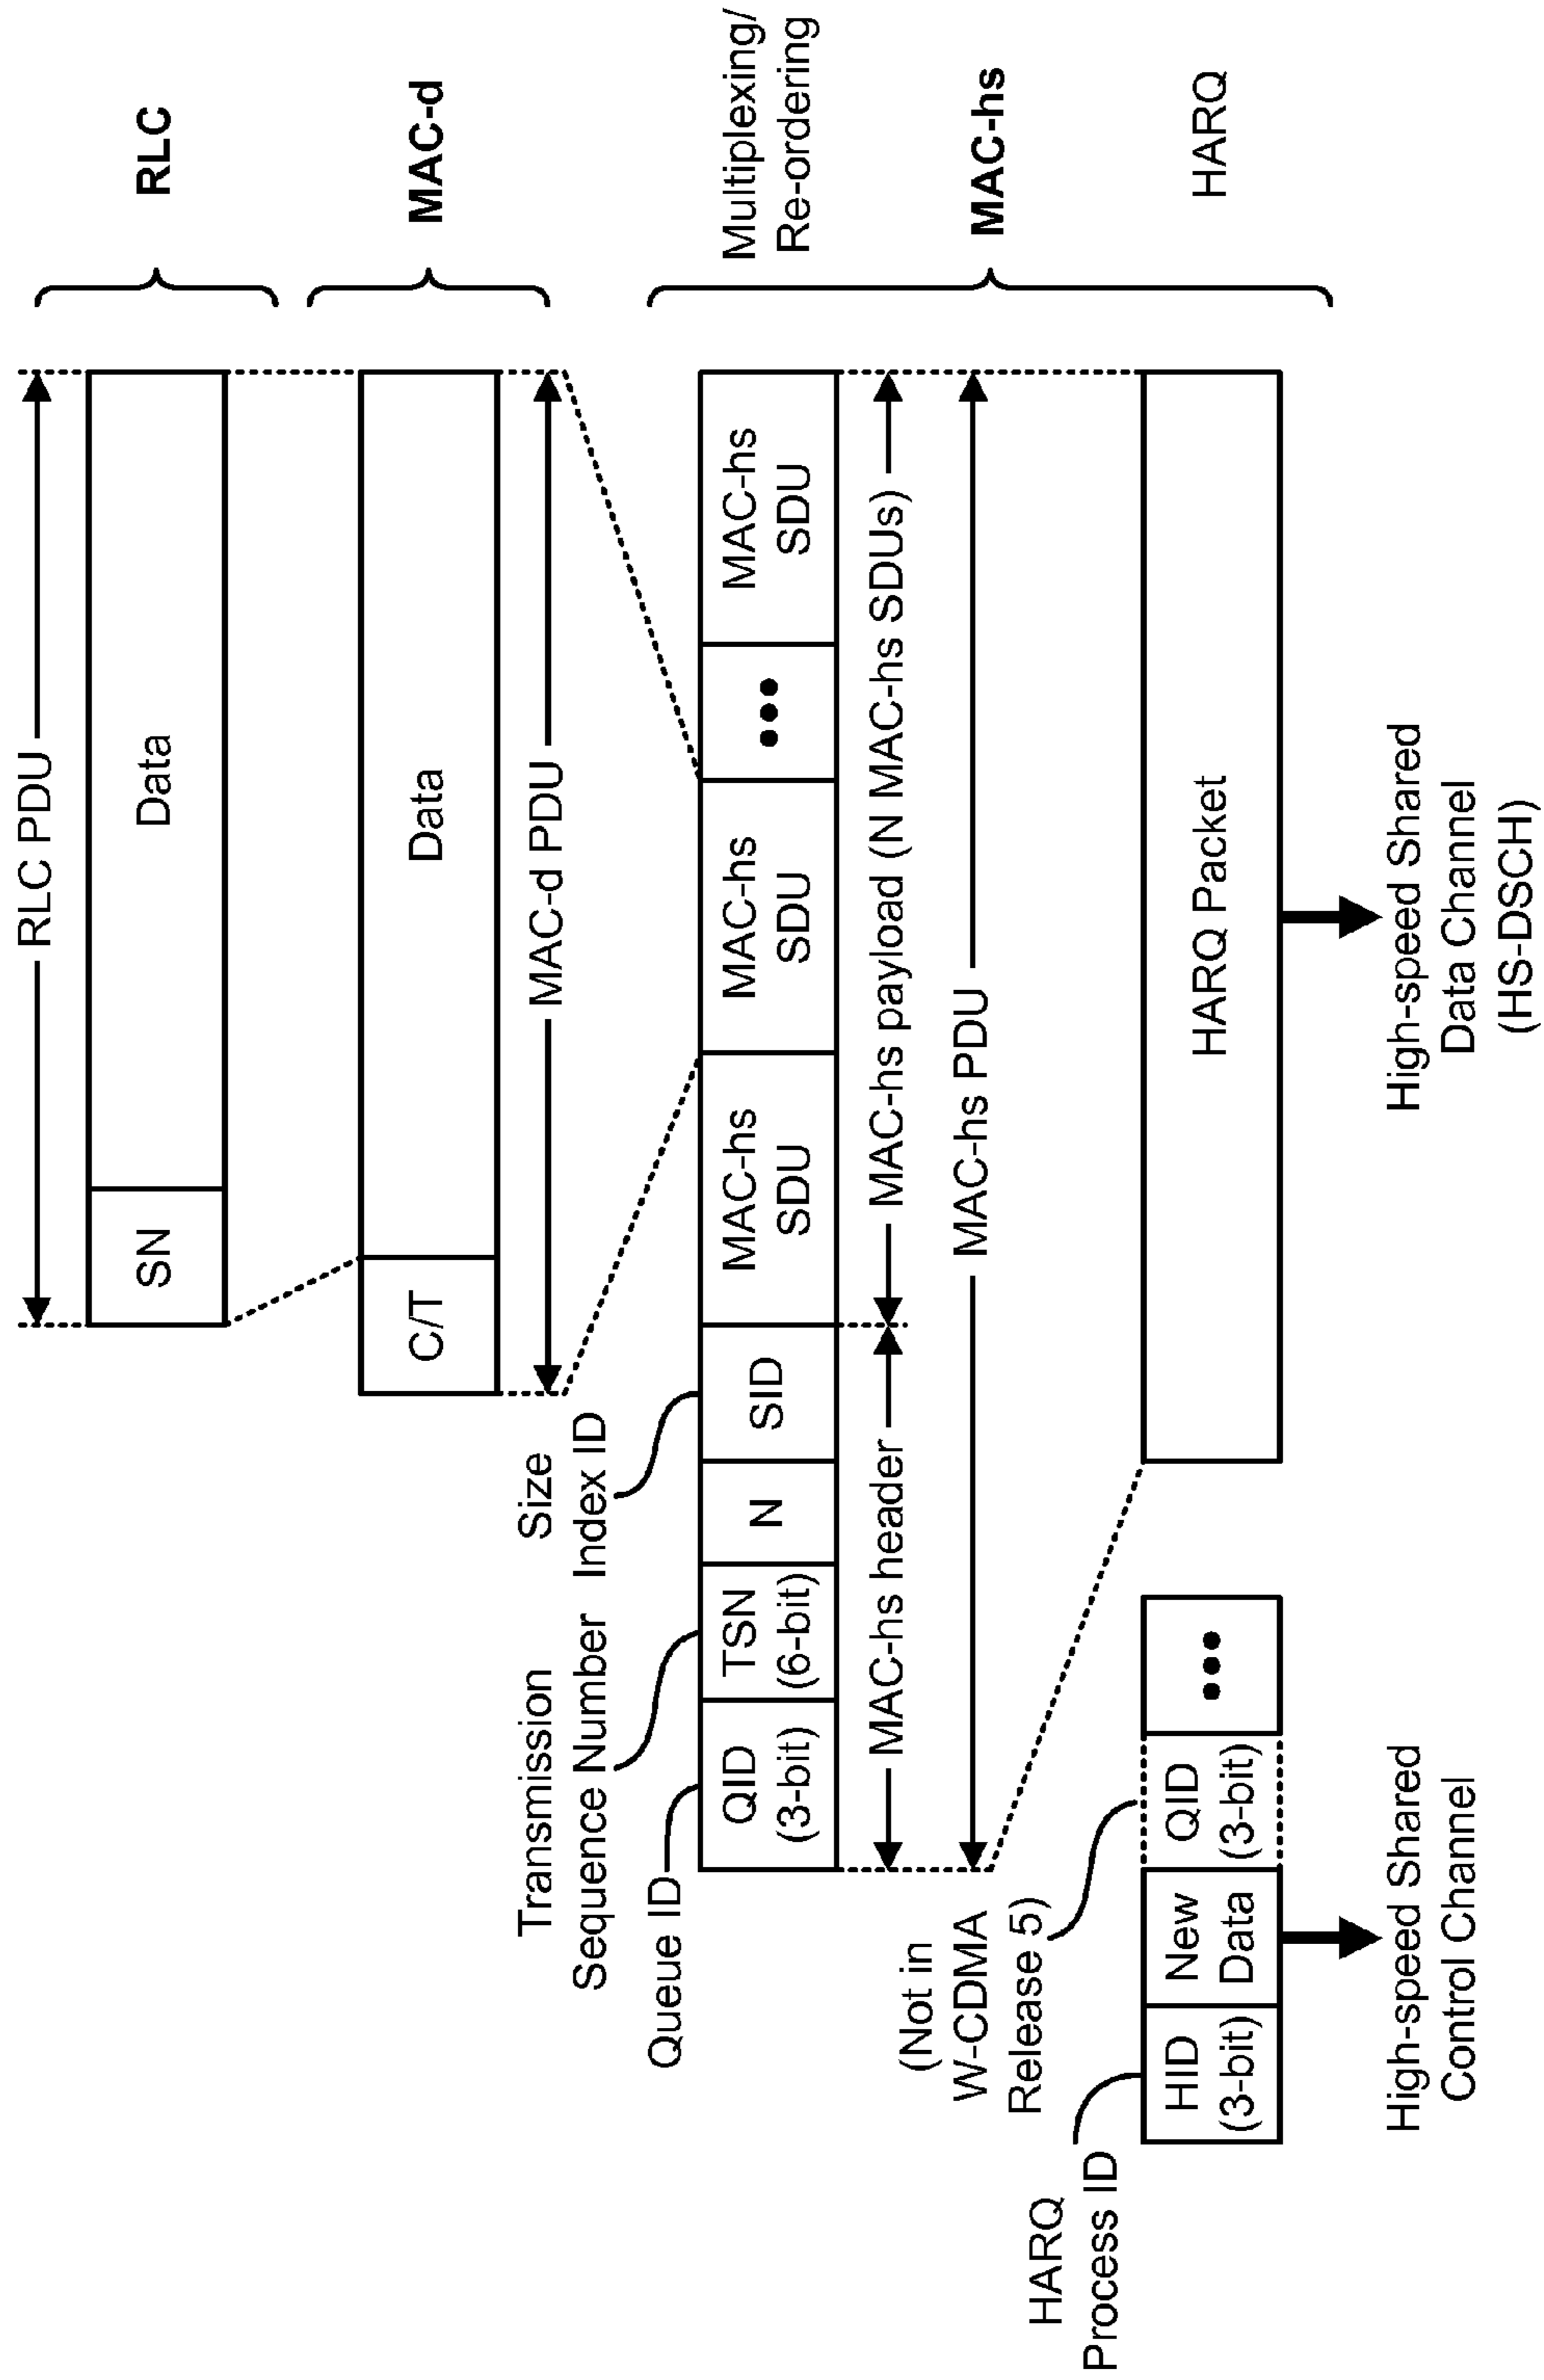 RLC PDU
RLC
SN
Data
MAC-d
C/T
Data
MAC-d PDU
Size
Index ID
Transmission
Sequence Number
Queue ID
Multiplexing/
Re-ordering
QID
(3-bit)
TSN
(6-bit)
N
SID
MAC-hs
SDU
MAC-hs
SDU
•••
MAC-hs
SDU
MAC-hs header
MAC-hs payload (N MAC-hs SDUs)
MAC-hs PDU
MAC-hs
(Not in
W-CDMA
Release 5)
HARQ
Process ID
HID
(3-bit)
New
Data
QID
(3-bit)
•••
HARQ Packet
HARQ
High-speed Shared
Control Channel
High-speed Shared
Data Channel
(HS-DSCH)